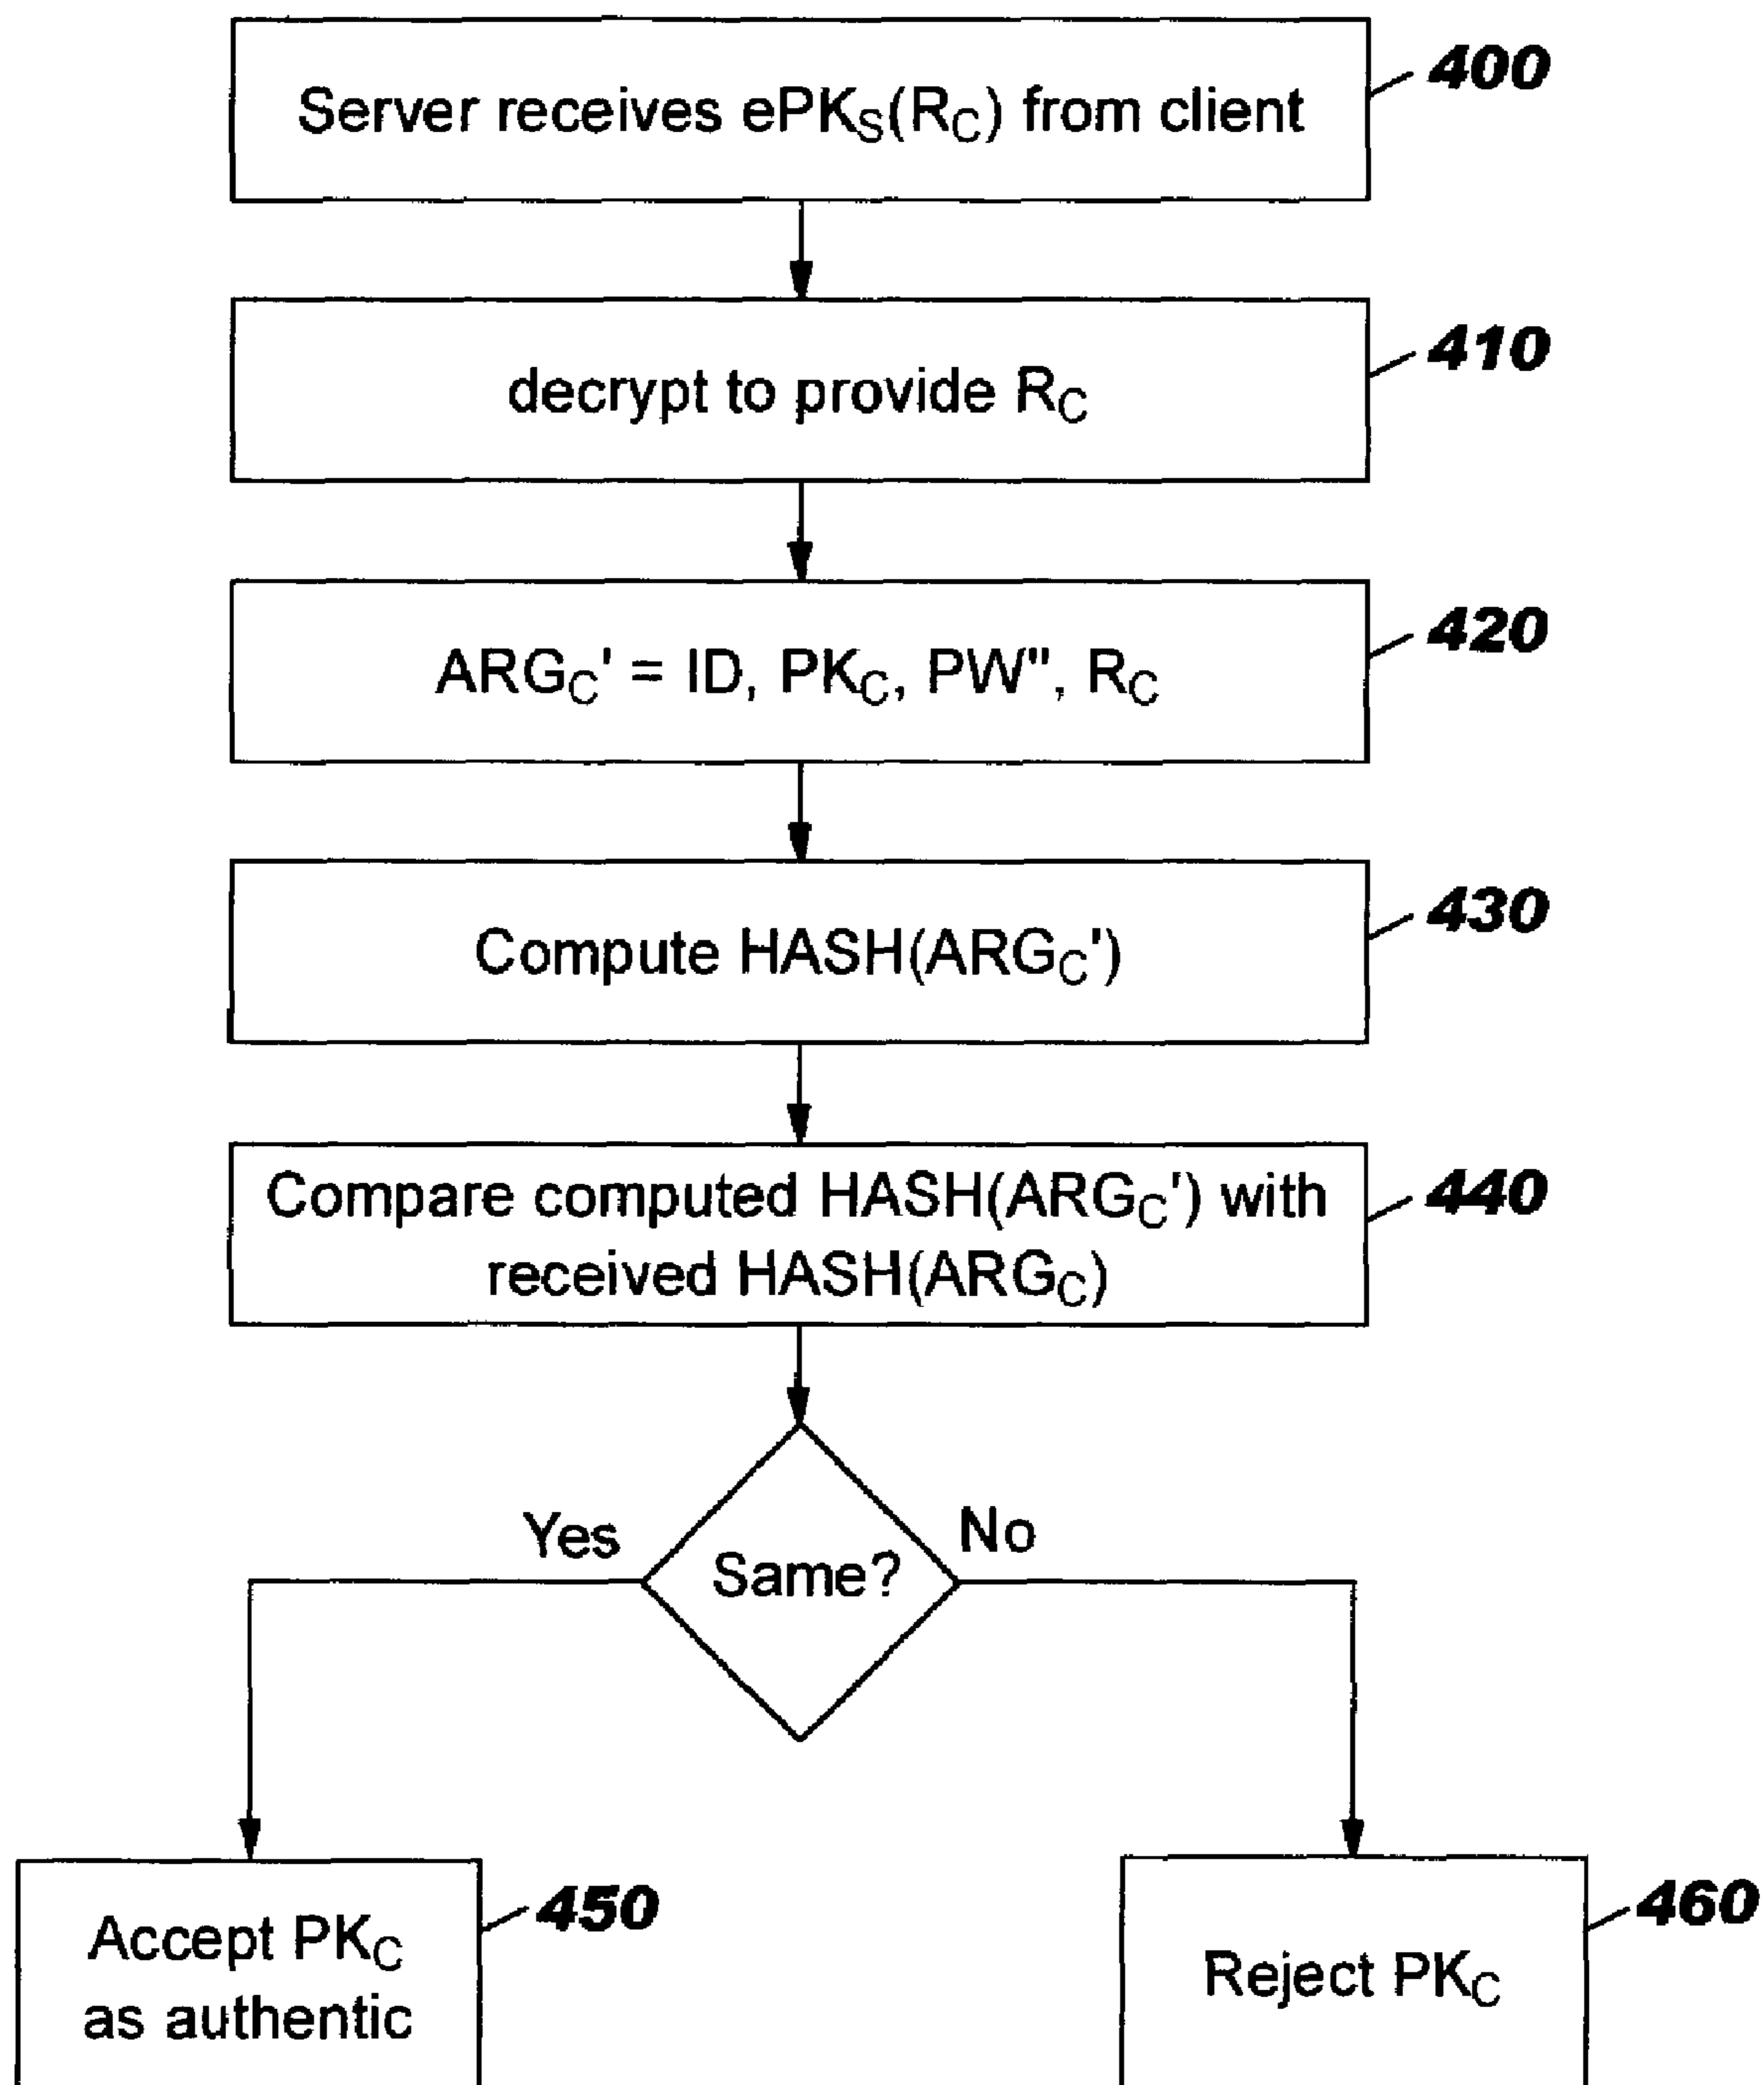 Server receives ePKS(RC) from client
400
decrypt to provide RC
410
ARGC' = ID, PKC, PW", RC
420
Compute HASH(ARGC')
430
Compare computed HASH(ARGC') with
received HASH(ARGC)
440
Yes
Same?
No
Accept PKC
as authentic
450
Reject PKC
460